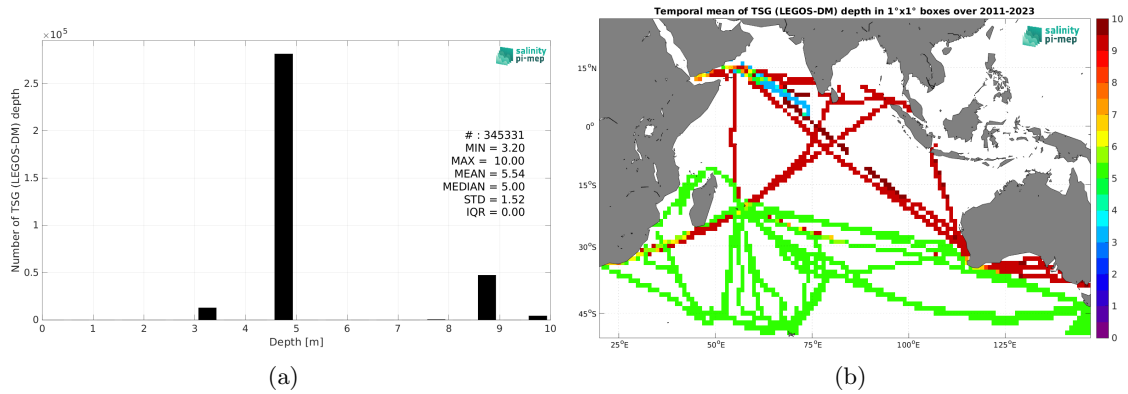 ×10⁵
salinity
pi-mep
Number of TSG (LEGOS-DM) depth
2.5
2
1.5
1
0.5
0
# : 345331
MIN = 3.20
MAX = 10.00
MEAN = 5.54
MEDIAN = 5.00
STD = 1.52
IQR = 0.00
0 1 2 3 4 5 6 7 8 9 10
Depth [m]
(a)
Temporal mean of TSG (LEGOS-DM) depth in 1°x1° boxes over 2011-2023
salinity
pi-mep
15°N
0°
15°S
30°S
45°S
25°E 50°E 75°E 100°E 125°E
10
9
8
7
6
5
4
3
2
1
0
(b)